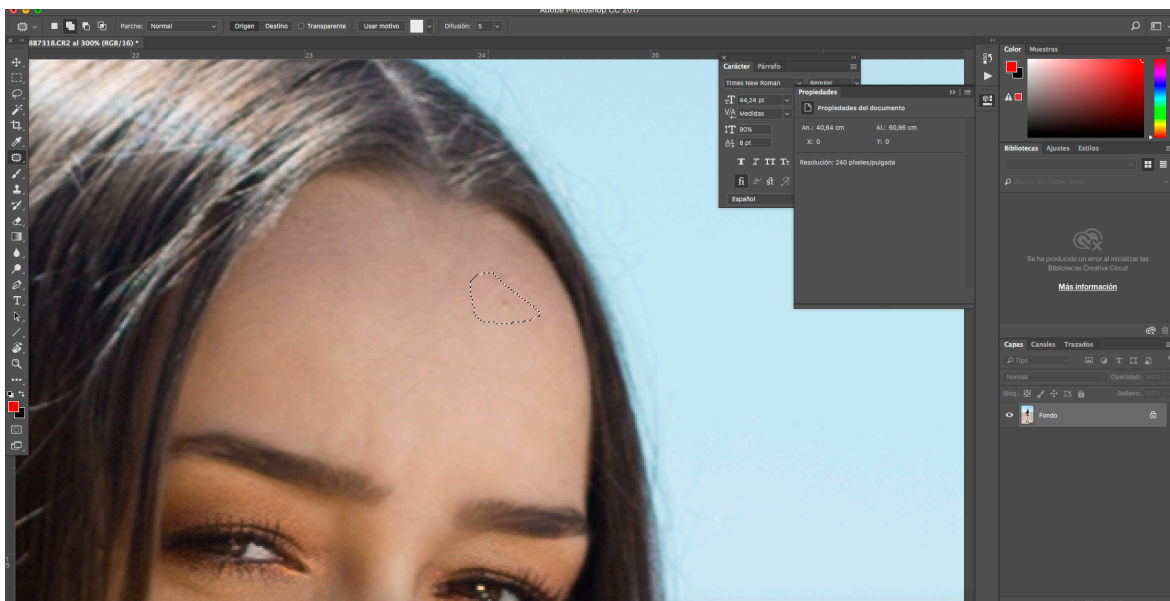 Adobe Photoshop CC 2017
Parche: Normal Origen Destino Transparente Usar motivo Difusión: 5
887318.CR2 al 300% (RGB/16) *
22 23 24 25
Color Muestras
Carácter Párrafo
Times New Roman Regular
44,24 pt
Medidas
90%
8 pt
T T TT Tт
fi st A
Español
Propiedades
Propiedades del documento
An.: 40,64 cm Al.: 60,96 cm
X: 0 Y: 0
Resolución: 240 píxeles/pulgada
Bibliotecas Ajustes Estilos
Se ha producido un error al inicializar las
Bibliotecas Creative Cloud
Más información
Capas Canales Trazados
Tipo
Normal Opacidad: 100%
Bloq.: Relleno: 100%
Fondo